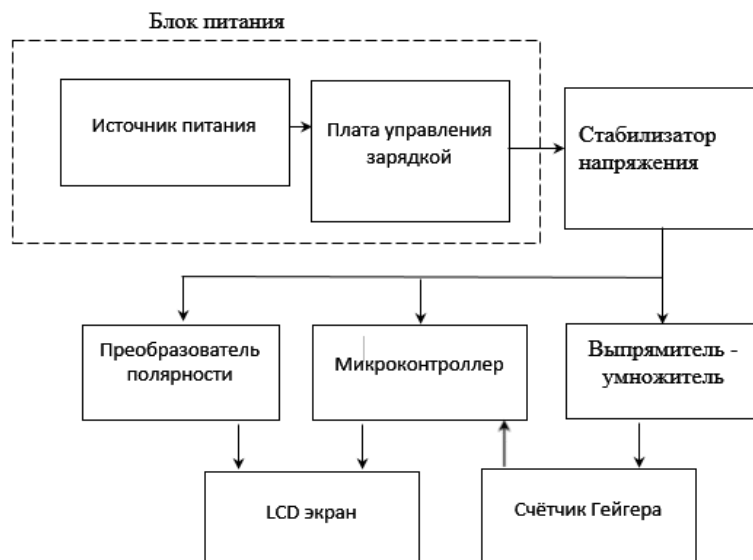 Блок питания
Источник питания
Плата управления
зарядкой
Стабилизатор
напряжения
Преобразователь
полярности
Микроконтроллер
Выпрямитель -
умножитель
LCD экран
Счётчик Гейгера